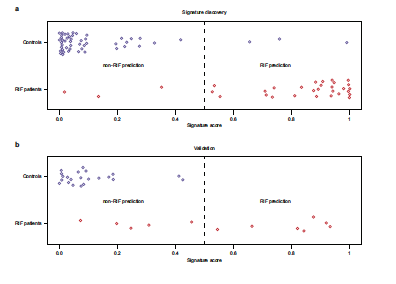 a
Signature discovery
Controls
non-RIF prediction
RIF prediction
RIF patients
0.0
0.2
0.4
0.6
0.8
1
Signature score
b
Validation
Controls
non-RIF prediction
RIF prediction
RIF patients
0.0
0.2
0.4
0.6
0.8
1
Signature score